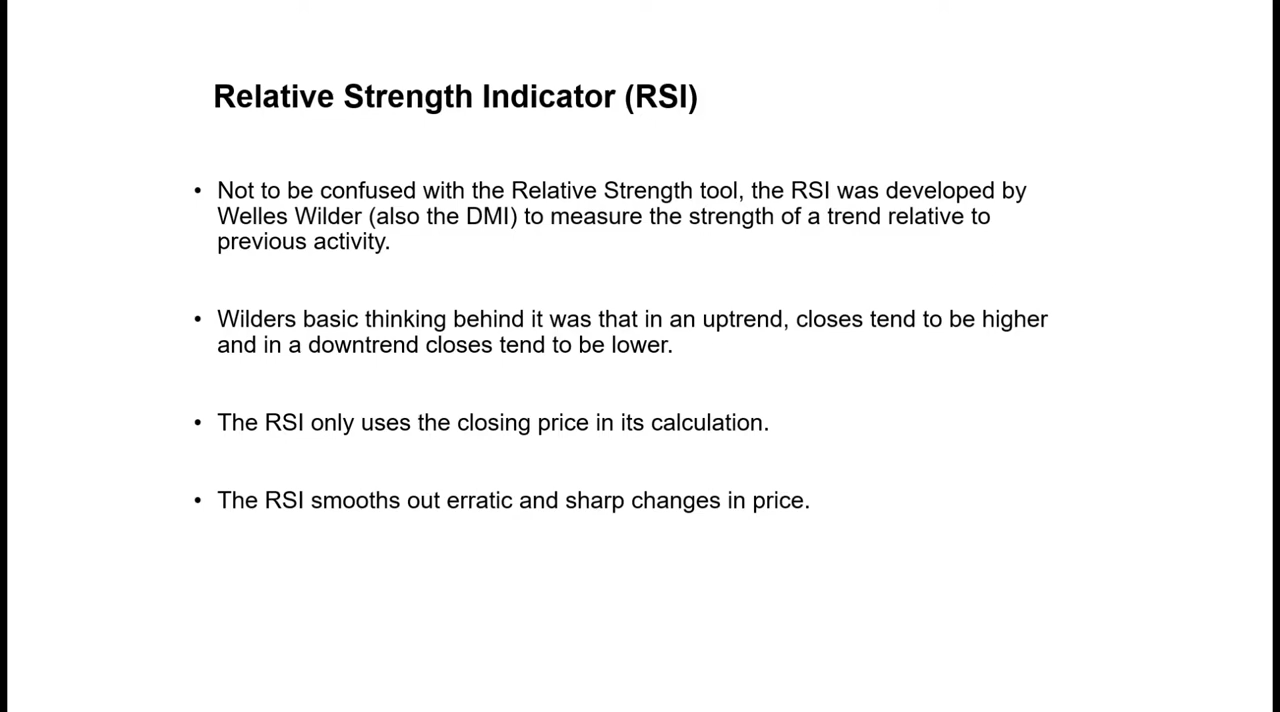 Relative Strength Indicator (RSI)
• Not to be confused with the Relative Strength tool, the RSI was developed by
Welles Wilder (also the DMI) to measure the strength of a trend relative to
previous activity.
• Wilders basic thinking behind it was that in an uptrend, closes tend to be higher
and in a downtrend closes tend to be lower.
• The RSI only uses the closing price in its calculation.
• The RSI smooths out erratic and sharp changes in price.